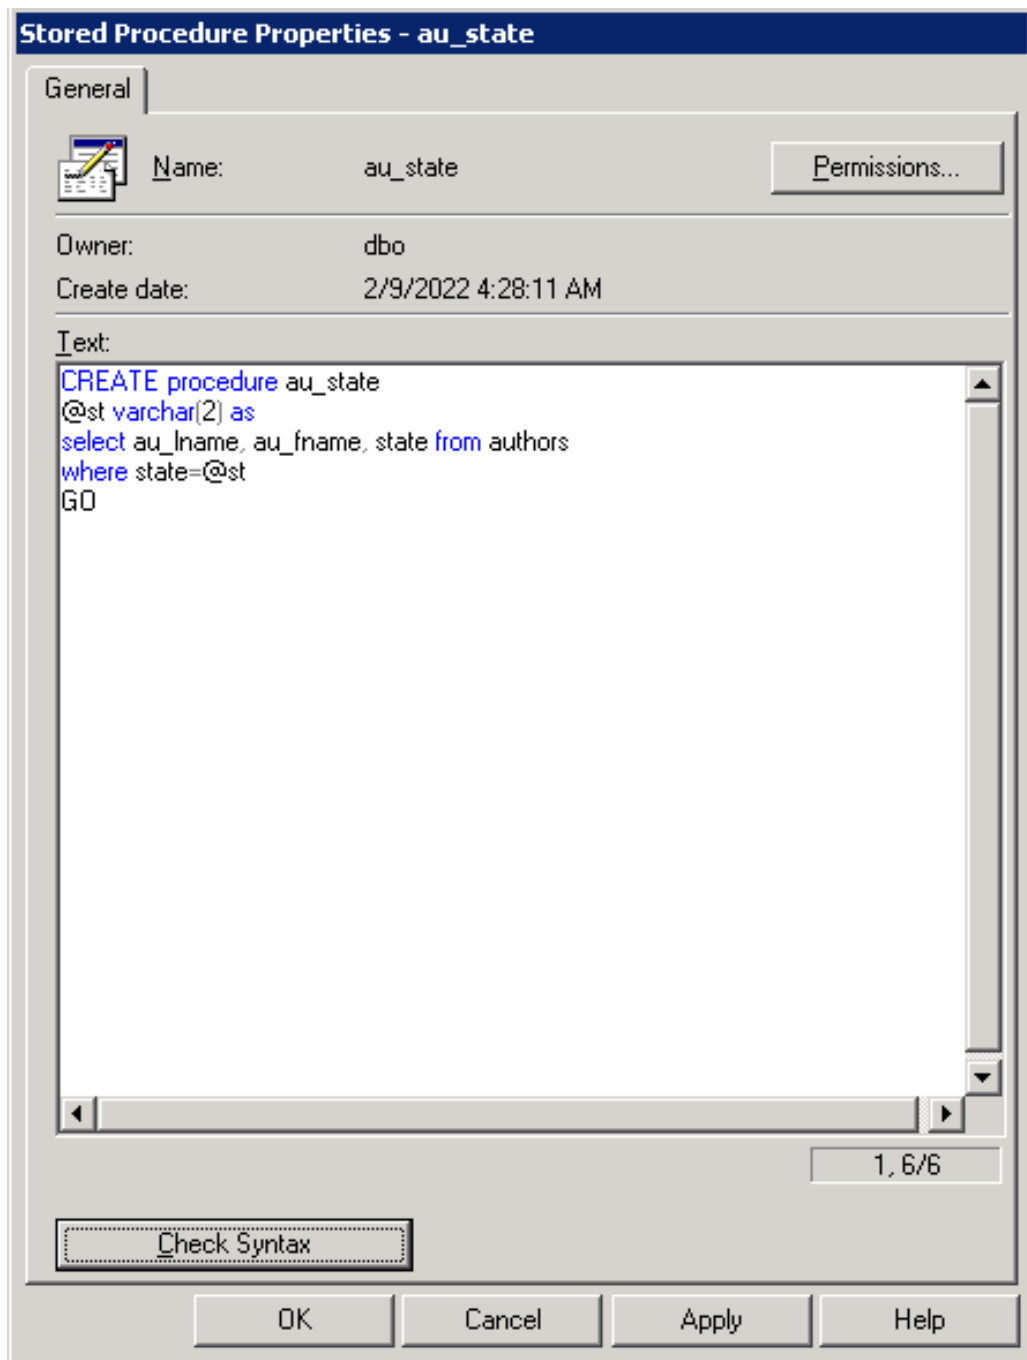 Stored Procedure Properties - au_state
General
Name: au_state Permissions...
Owner: dbo
Create date: 2/9/2022 4:28:11 AM
Text:
CREATE procedure au_state
@st varchar(2) as
select au_lname, au_fname, state from authors
where state=@st
GO
1, 6/6
Check Syntax
OK Cancel Apply Help